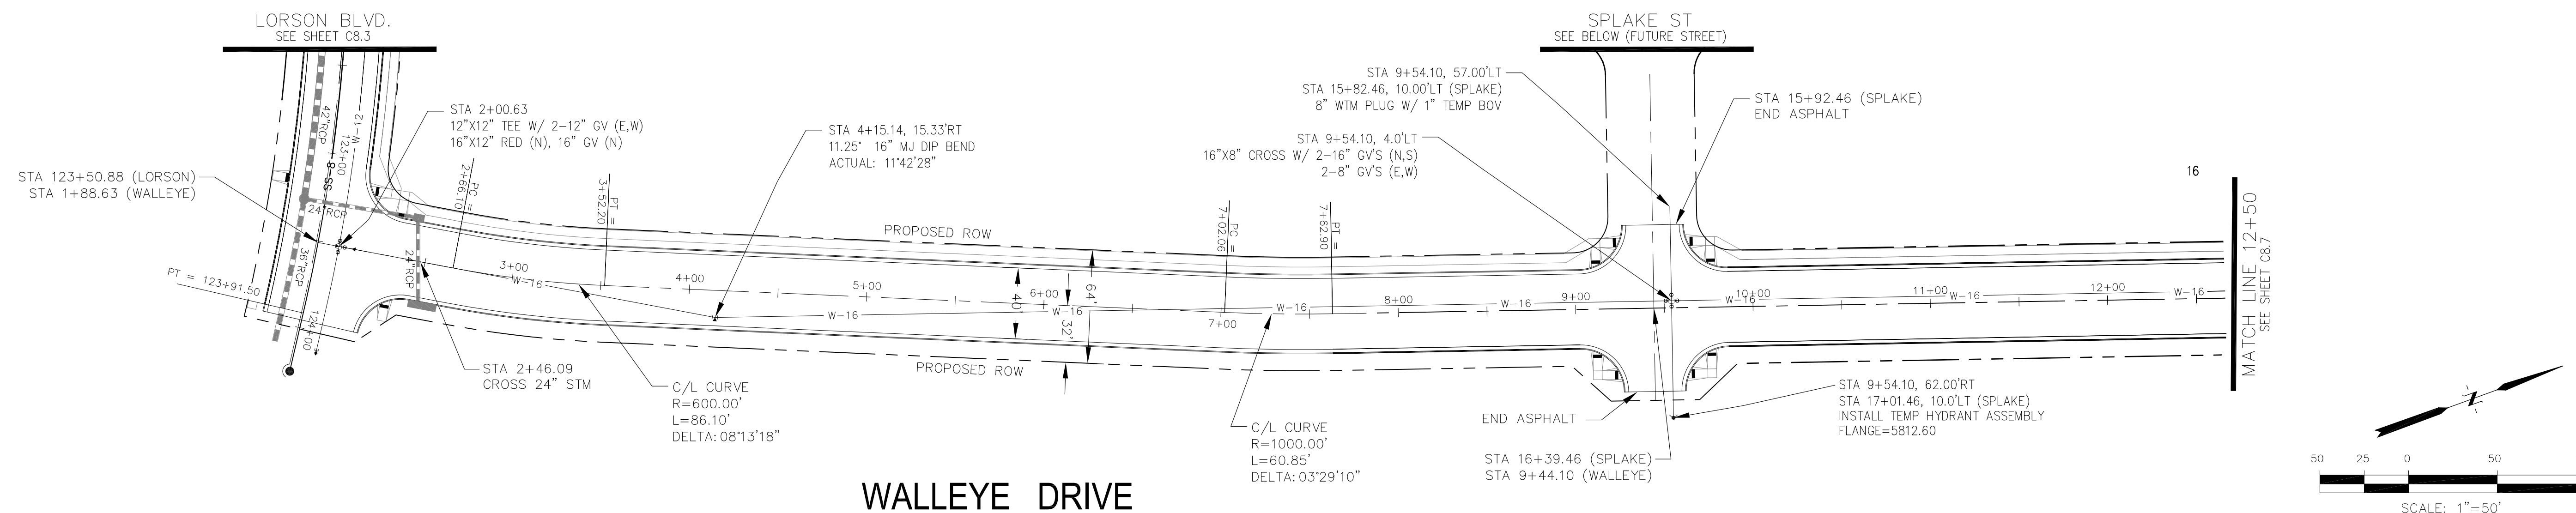 LORSON BLVD.
SEE SHEET C8.3
SPLAKE ST
SEE BELOW (FUTURE STREET)
STA 9+54.10, 57.00'LT
STA 15+82.46, 10.00'LT (SPLAKE)
8" WTM PLUG W/ 1" TEMP BOV
STA 15+92.46 (SPLAKE)
END ASPHALT
STA 2+00.63
12"X12" TEE W/ 2-12" GV (E,W)
16"X12" RED (N), 16" GV (N)
STA 4+15.14, 15.33'RT
11.25° 16" MJ DIP BEND
ACTUAL: 11°42'28"
STA 9+54.10, 4.0'LT
16"X8" CROSS W/ 2-16" GV'S (N,S)
2-8" GV'S (E,W)
STA 123+50.88 (LORSON)
STA 1+88.63 (WALLEYE)
42"RCP
SS-8
123+00
W-12
24"RCP
36"RCP
24"RCP
PT = 123+91.50
124+00
PC =
2+66.10
PT =
3+52.20
PC =
7+02.06
PT =
7+62.90
16
MATCH LINE 12+50
SEE SHEET C8.7
PROPOSED ROW
3+00
W-16
4+00
5+00
6+00
W-16
W-16
7+00
W-16
8+00
9+00
10+00
W-16
11+00
W-16
12+00
W-16
40'
64'
32'
PROPOSED ROW
STA 2+46.09
CROSS 24" STM
C/L CURVE
R=600.00'
L=86.10'
DELTA: 08°13'18"
C/L CURVE
R=1000.00'
L=60.85'
DELTA: 03°29'10"
END ASPHALT
STA 16+39.46 (SPLAKE)
STA 9+44.10 (WALLEYE)
STA 9+54.10, 62.00'RT
STA 17+01.46, 10.0'LT (SPLAKE)
INSTALL TEMP HYDRANT ASSEMBLY
FLANGE=5812.60
WALLEYE DRIVE
N
50 25 0 50
SCALE: 1"=50'